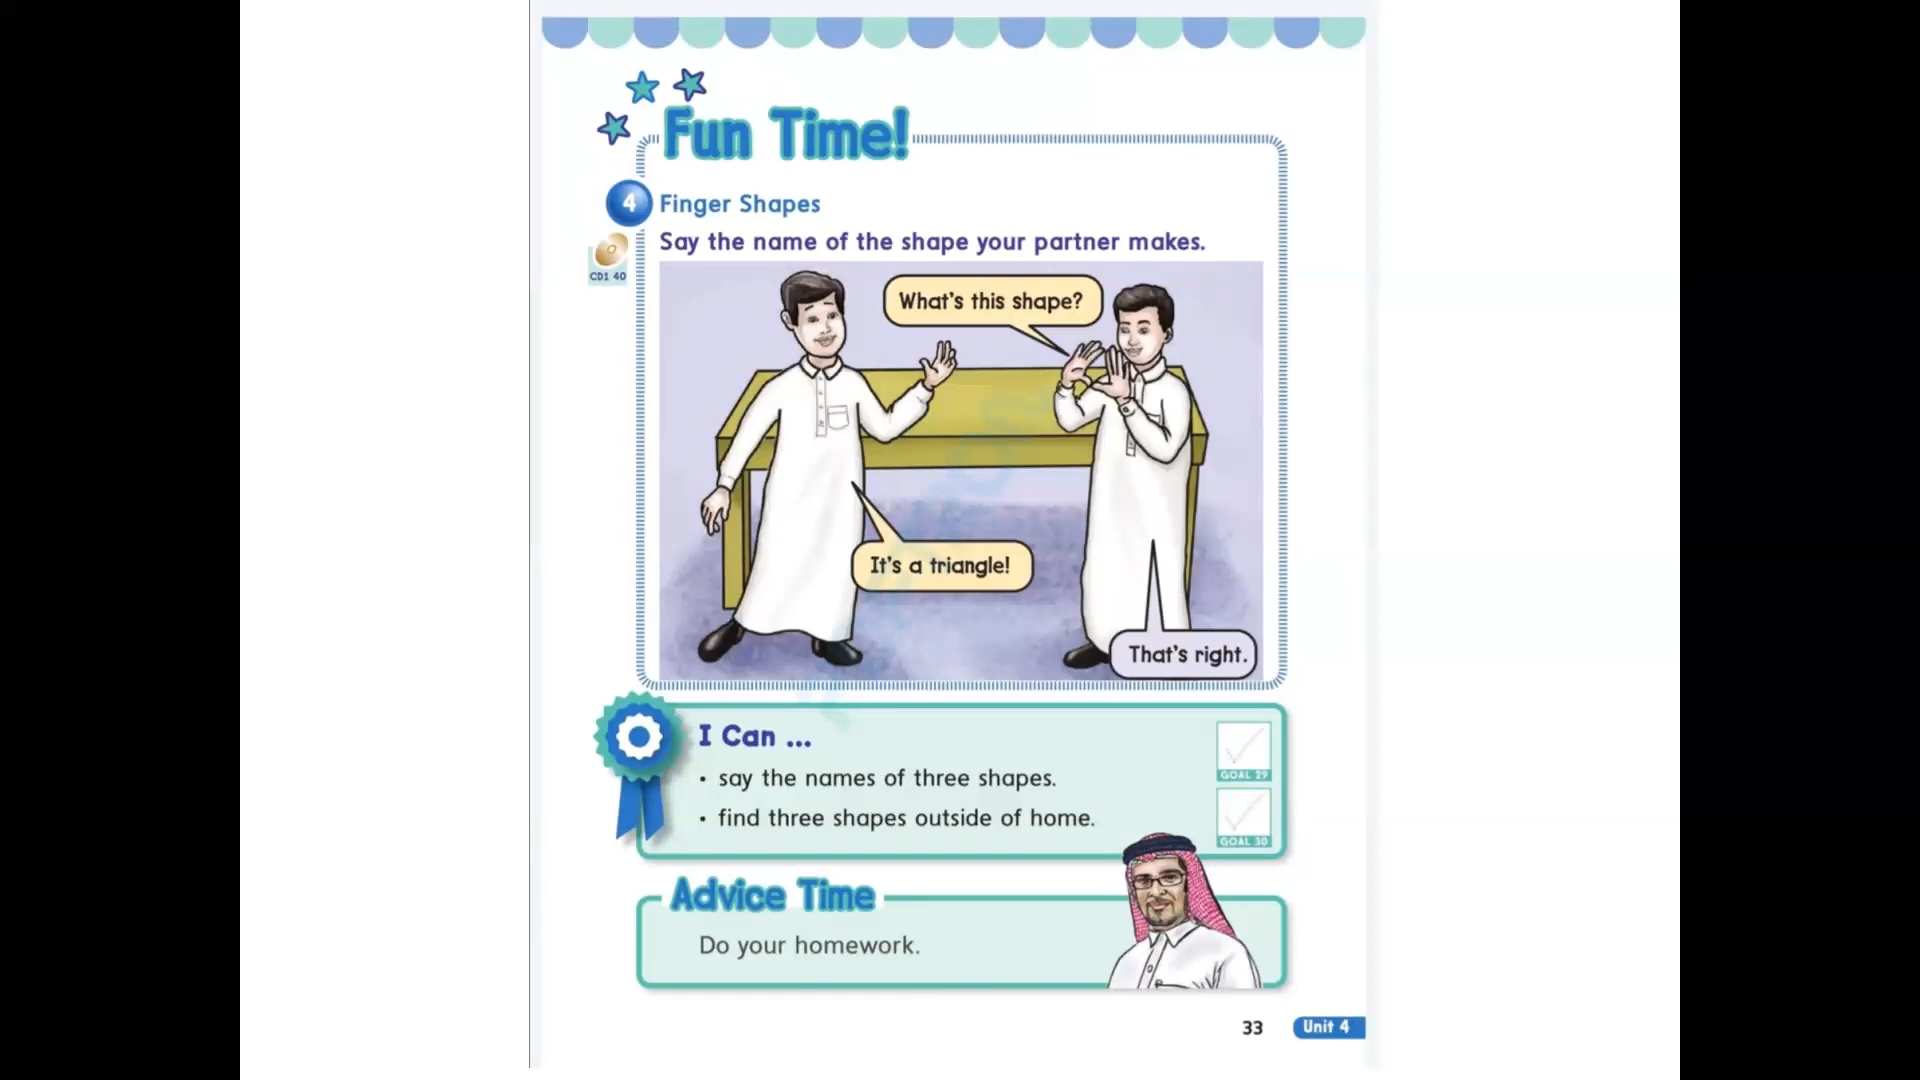 Fun Time!
4 Finger Shapes
CD1 40
Say the name of the shape your partner makes.
What's this shape?
It's a triangle!
That's right.
I Can ...
• say the names of three shapes.
GOAL 29
• find three shapes outside of home.
GOAL 30
Advice Time
Do your homework.
33 Unit 4